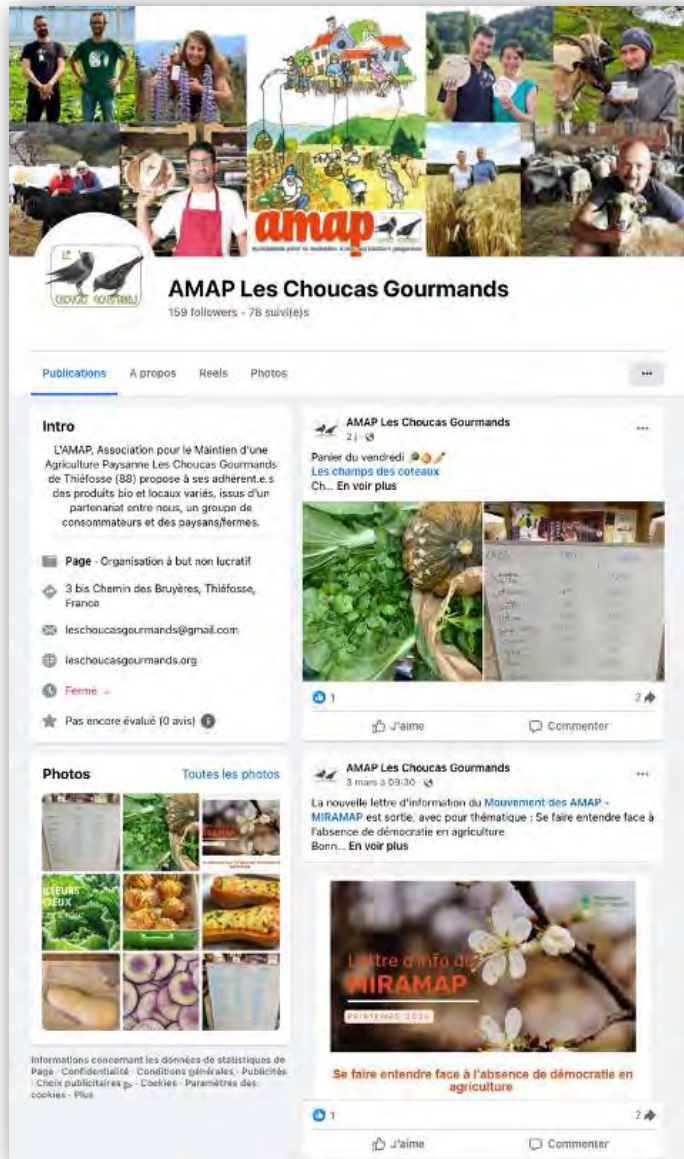 amap
LE
CHOUCAS GOURMANDS
AMAP Les Choucas Gourmands
159 followers - 78 suivi(e)s
Publications
À propos
Reels
Photos
Intro
L'AMAP, Association pour le Maintien d'une
Agriculture Paysanne Les Choucas Gourmands
de Thiéfosse (88) propose à ses adhérent.e.s
des produits bio et locaux variés, issus d'un
partenariat entre nous, un groupe de
consommateurs et des paysans/fermes.
Page · Organisation à but non lucratif
3 bis Chemin des Bruyères, Thiéfosse,
France
leschoucasgourmands@gmail.com
leschoucasgourmands.org
Fermé
Pas encore évalué (0 avis)
Photos
Toutes les photos
MIRAMAP
Informations concernant les données de statistiques de
Page · Confidentialité · Conditions générales · Publicités
· Choix publicitaires · Cookies · Paramètres des
cookies · Plus
AMAP Les Choucas Gourmands
2 j
Panier du vendredi
Les champs des coteaux
Ch... En voir plus
1
2
J'aime
Commenter
AMAP Les Choucas Gourmands
3 mars à 09:30
La nouvelle lettre d'information du Mouvement des AMAP -
MIRAMAP est sortie, avec pour thématique : Se faire entendre face à
l'absence de démocratie en agriculture
Bonn... En voir plus
Lettre d'info du
MIRAMAP
Se faire entendre face à l'absence de démocratie en
agriculture
1
2
J'aime
Commenter